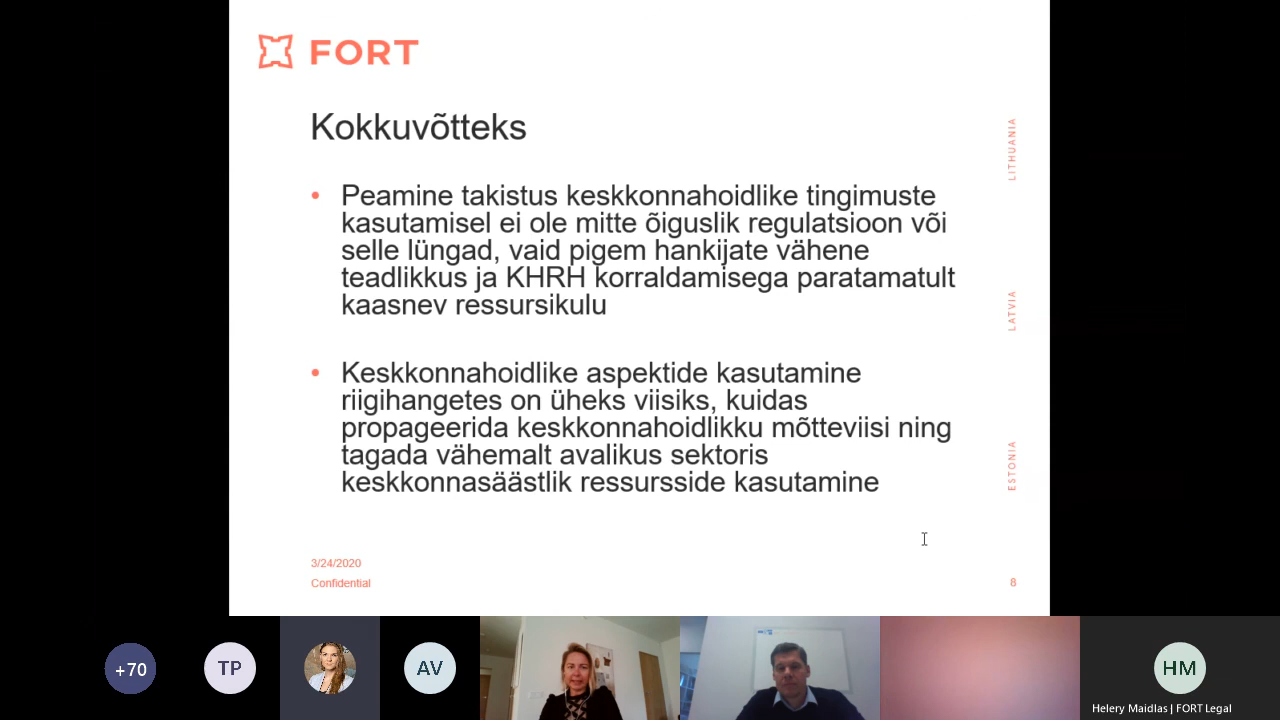 FORT
Kokkuvõtteks
• Peamine takistus keskkonnahoidlike tingimuste
kasutamisel ei ole mitte õiguslik regulatsioon või
selle lüngad, vaid pigem hankijate vähene
teadlikkus ja KHRH korraldamisega paratamatult
kaasnev ressursikulu
• Keskkonnahoidlike aspektide kasutamine
riigihangetes on üheks viisiks, kuidas
propageerida keskkonnahoidlikku mõtteviisi ning
tagada vähemalt avalikus sektoris
keskkonnasäästlik ressursside kasutamine
LITHUANIA
LATVIA
ESTONIA
3/24/2020
Confidential
8
+70
TP
AV
HM
Helery Maidlas | FORT Legal